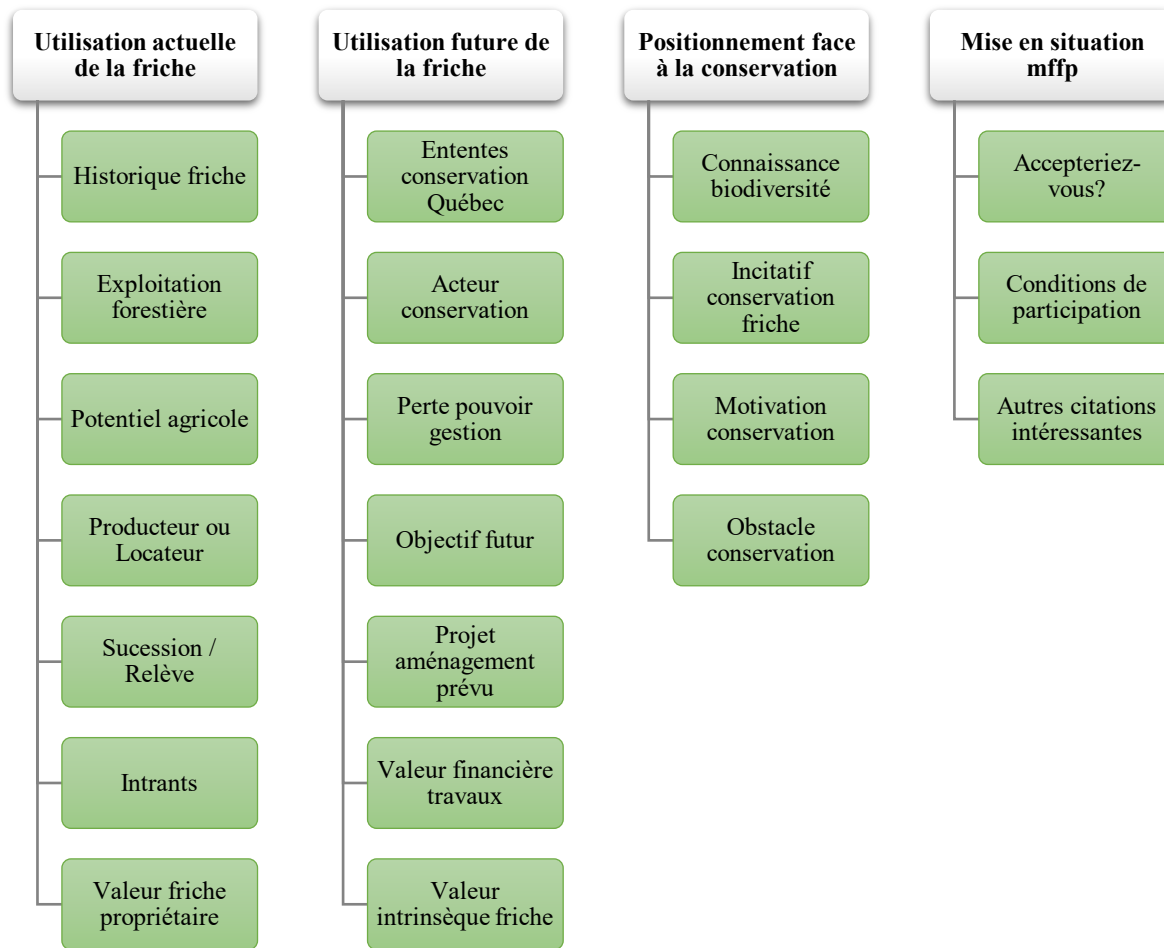 Utilisation actuelle
de la friche
Historique friche
Exploitation
forestière
Potentiel agricole
Producteur ou
Locateur
Sucession /
Relève
Intrants
Valeur friche
propriétaire
Utilisation future de
la friche
Ententes
conservation
Québec
Acteur
conservation
Perte pouvoir
gestion
Objectif futur
Projet
aménagement
prévu
Valeur financière
travaux
Valeur
intrinsèque friche
Positionnement face
à la conservation
Connaissance
biodiversité
Incitatif
conservation
friche
Motivation
conservation
Obstacle
conservation
Mise en situation
mffp
Accepteriez-
vous?
Conditions de
participation
Autres citations
intéressantes